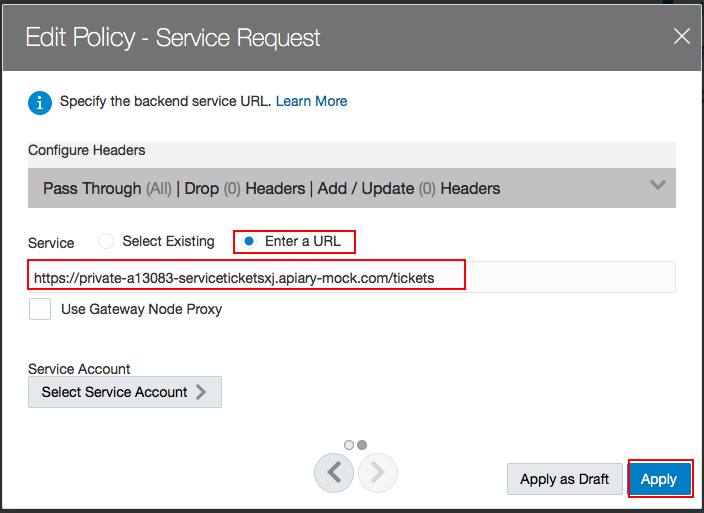 Edit Policy - Service Request
Specify the backend service URL. Learn More
Configure Headers
Pass Through (All) | Drop (0) Headers | Add / Update (0) Headers
Service Select Existing Enter a URL
https://private-a13083-serviceticketsxj.apiary-mock.com/tickets
Use Gateway Node Proxy
Service Account
Select Service Account
Apply as Draft Apply